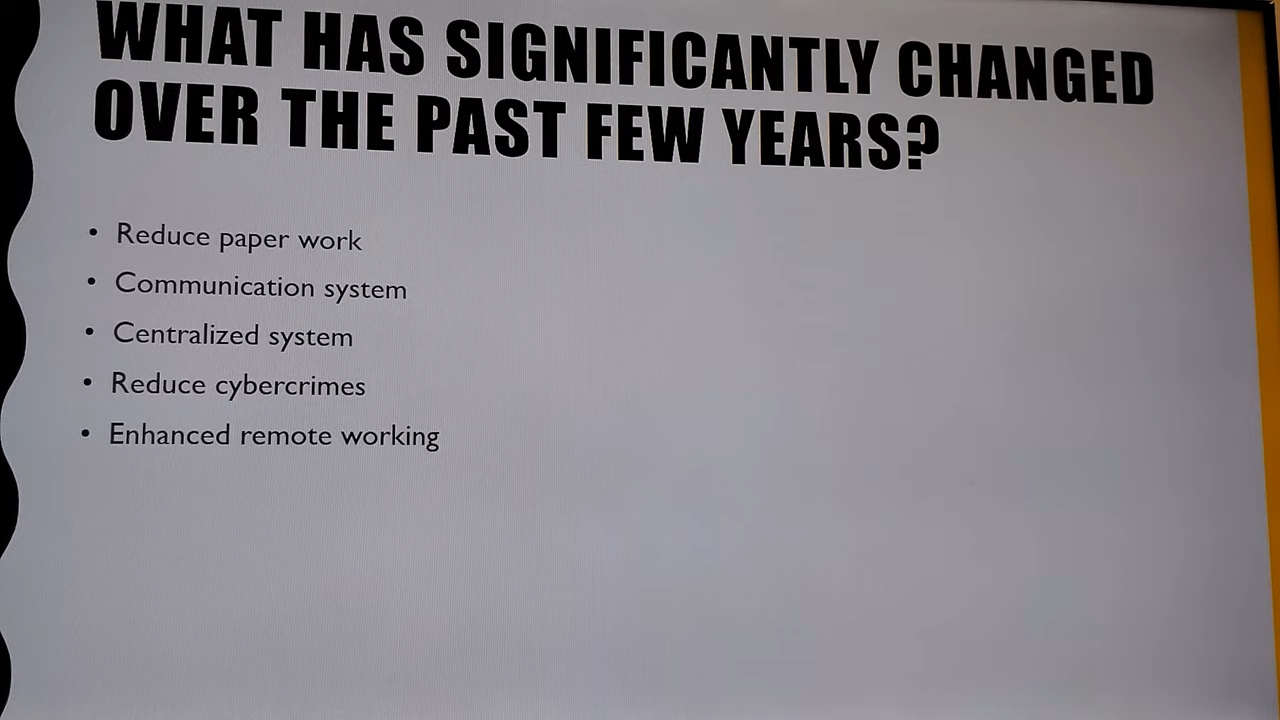 WHAT HAS SIGNIFICANTLY CHANGED
OVER THE PAST FEW YEARS?
• Reduce paper work
• Communication system
• Centralized system
• Reduce cybercrimes
• Enhanced remote working